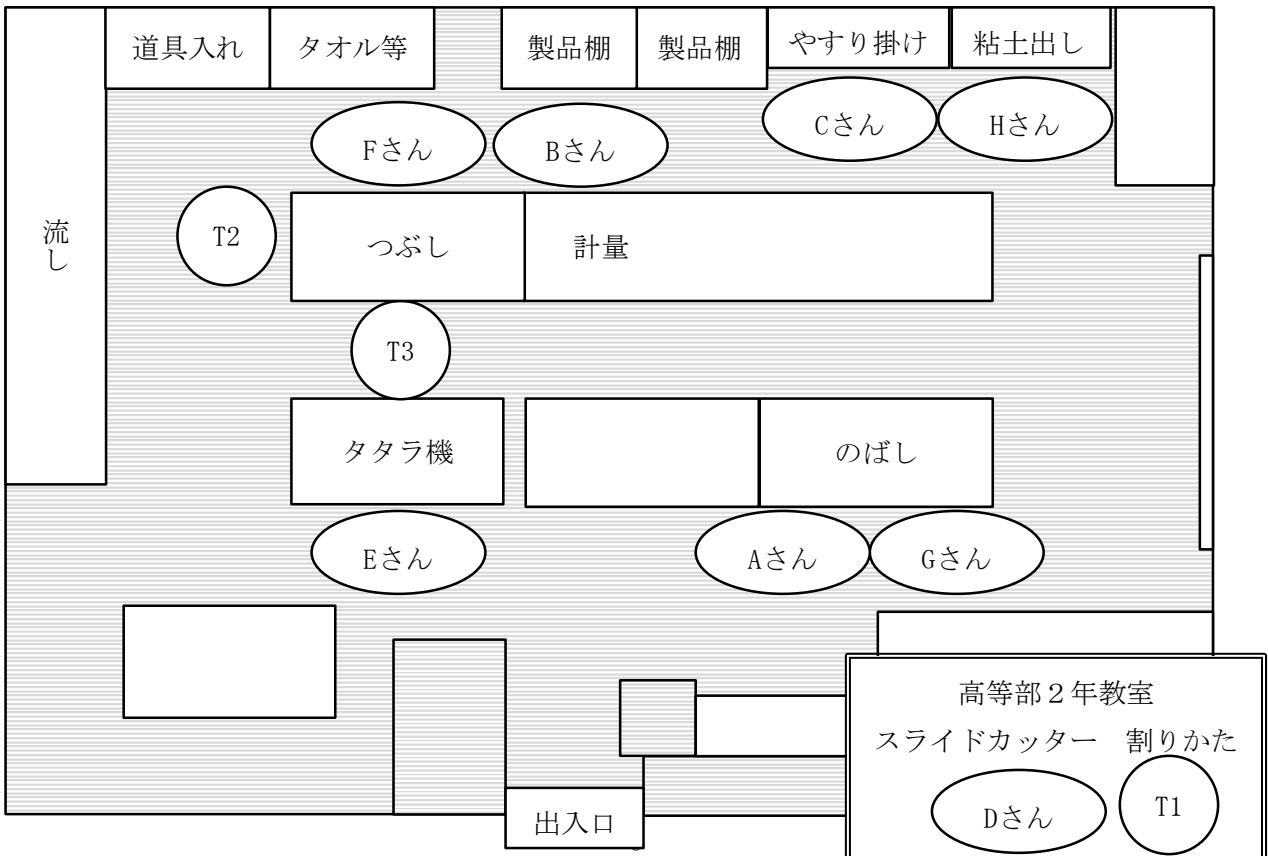 道具入れ
タオル等
製品棚
製品棚
やすり掛け
粘土出し
Fさん
Bさん
Cさん
Hさん
流し
T2
つぶし
計量
T3
タタラ機
のばし
Eさん
Aさん
Gさん
高等部２年教室
スライドカッター　割りかた
Dさん
T1
出入口